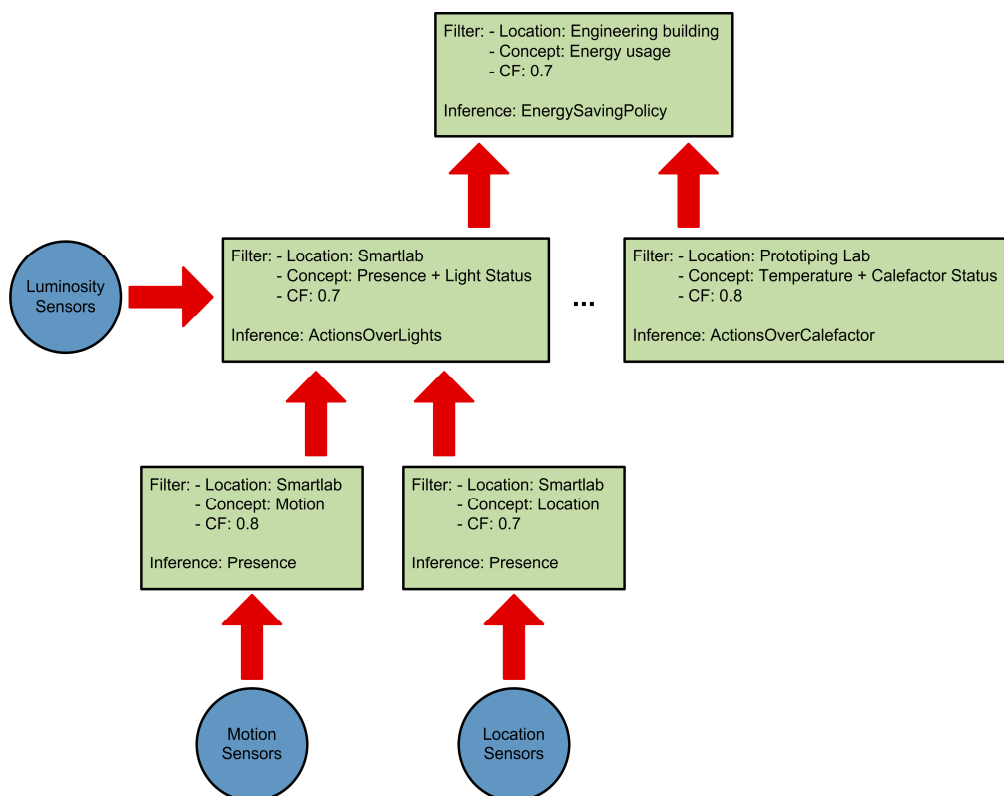 Filter: - Location: Engineering building
- Concept: Energy usage
- CF: 0.7
Inference: EnergySavingPolicy
Luminosity
Sensors
Filter: - Location: Smartlab
- Concept: Presence + Light Status
- CF: 0.7
Inference: ActionsOverLights
...
Filter: - Location: Prototiping Lab
- Concept: Temperature + Calefactor Status
- CF: 0.8
Inference: ActionsOverCalefactor
Filter: - Location: Smartlab
- Concept: Motion
- CF: 0.8
Inference: Presence
Filter: - Location: Smartlab
- Concept: Location
- CF: 0.7
Inference: Presence
Motion
Sensors
Location
Sensors